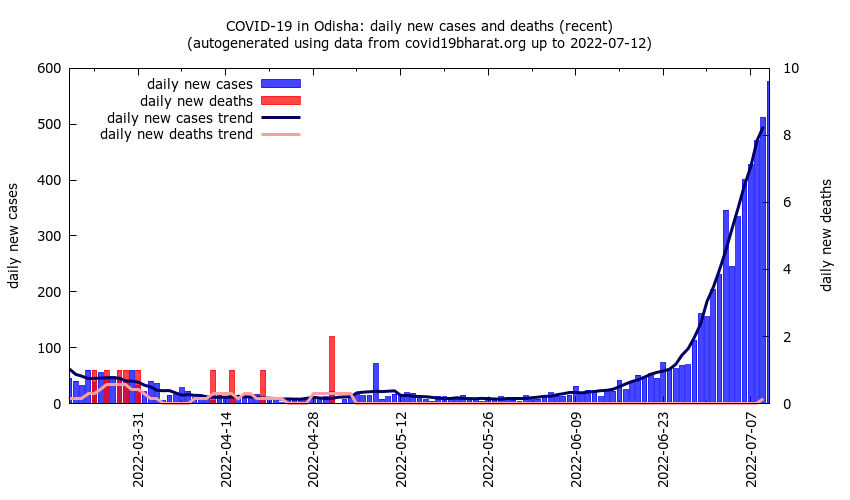 COVID-19 in Odisha: daily new cases and deaths (recent)
(autogenerated using data from covid19bharat.org up to 2022-07-12)
daily new cases
daily new deaths
daily new cases trend
daily new deaths trend
600
500
400
300
200
100
0
10
8
6
4
2
0
daily new cases
daily new deaths
2022-03-31
2022-04-14
2022-04-28
2022-05-12
2022-05-26
2022-06-09
2022-06-23
2022-07-07